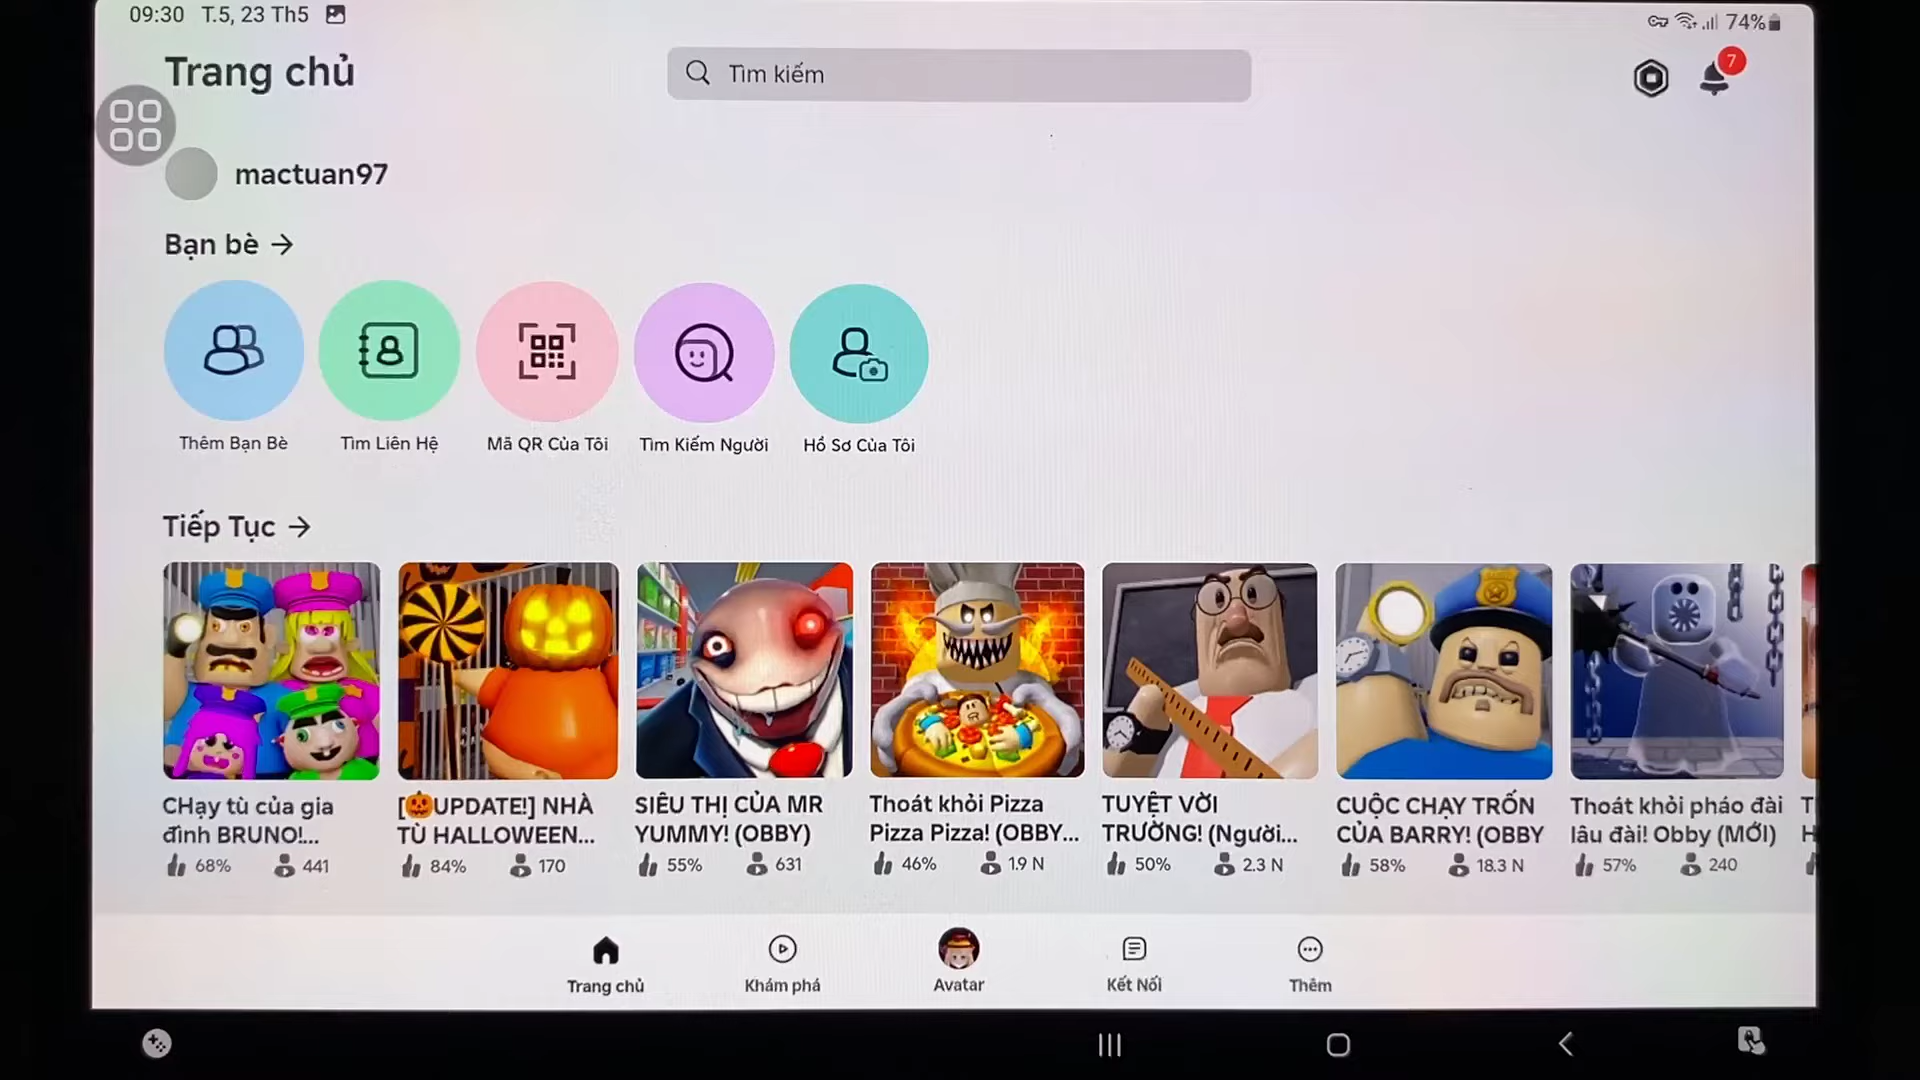 09:30 T.5, 23 Th5
74%
Trang chủ
Tìm kiếm
7
mactuan97
Bạn bè →
Thêm Bạn Bè
Tìm Liên Hệ
Mã QR Của Tôi
Tìm Kiếm Người
Hồ Sơ Của Tôi
Tiếp Tục →
CHạy tù của gia
đình BRUNO!...
68% 441
[🎃UPDATE!] NHÀ
TÙ HALLOWEEN...
84% 170
SIÊU THỊ CỦA MR
YUMMY! (OBBY)
55% 631
Thoát khỏi Pizza
Pizza Pizza! (OBBY...
46% 1.9 N
TUYỆT VỜI
TRƯỜNG! (Người...
50% 2.3 N
CUỘC CHẠY TRỐN
CỦA BARRY! (OBBY
58% 18.3 N
Thoát khỏi pháo đài
lâu đài! Obby (MỚI)
57% 240
Trang chủ
Khám phá
Avatar
Kết Nối
Thêm